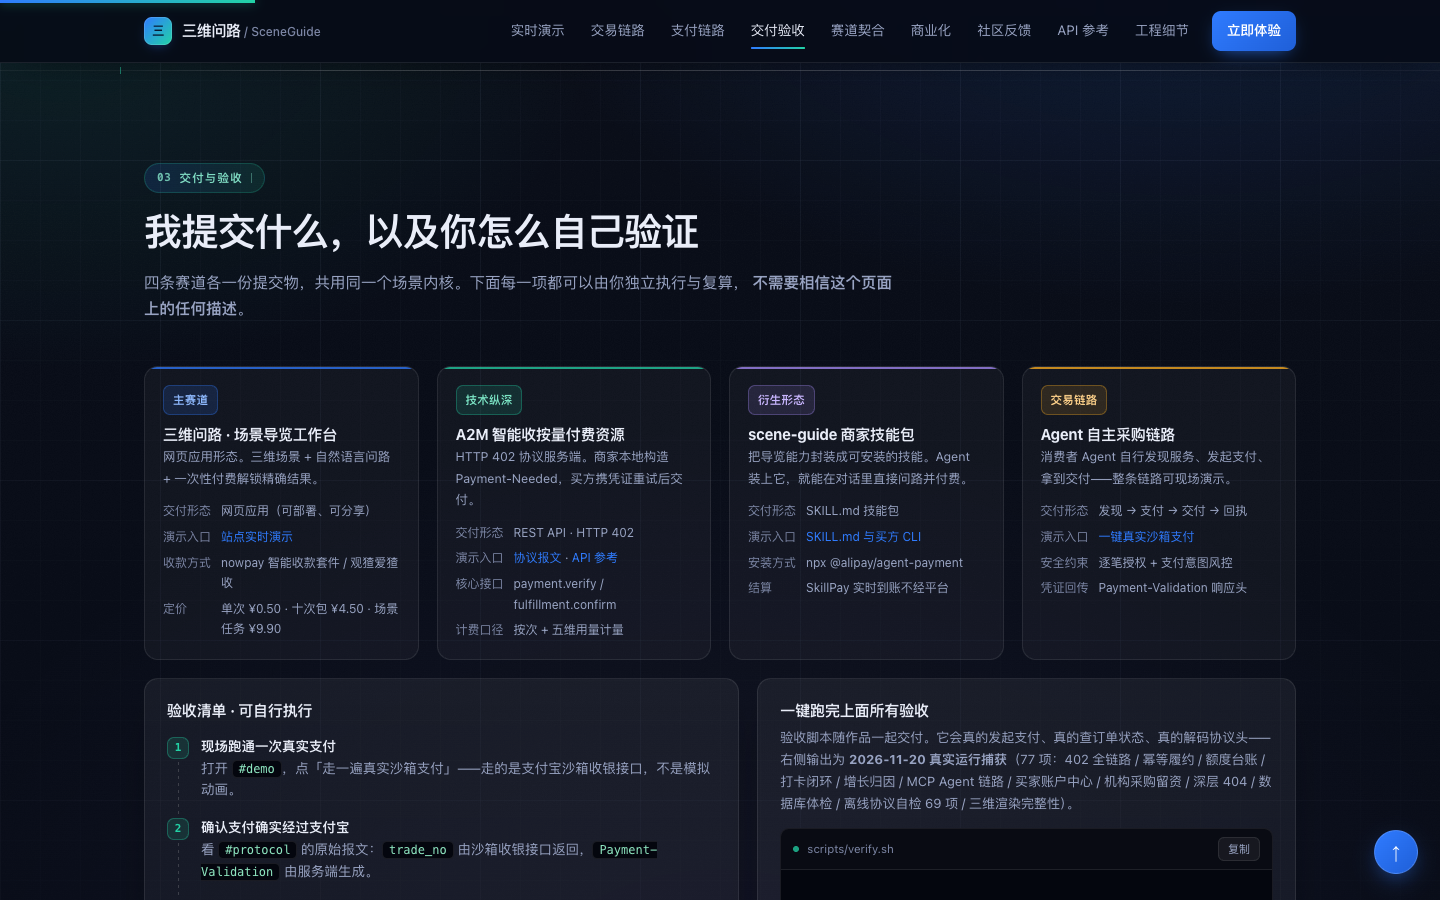 三 三维问路 / SceneGuide 实时演示 交易链路 支付链路 交付验收 赛道契合 商业化 社区反馈 API 参考 工程细节 立即体验
03 交付与验收
我提交什么，以及你怎么自己验证
四条赛道各一份提交物，共用同一个场景内核。下面每一项都可以由你独立执行与复算， 不需要相信这个页面
上的任何描述。
主赛道
三维问路 · 场景导览工作台
网页应用形态。三维场景 + 自然语言问路
+ 一次性付费解锁精确结果。
交付形态 网页应用（可部署、可分享）
演示入口 站点实时演示
收款方式 nowpay 智能收款套件 / 观猹爱猹
收
定价 单次 ¥0.50 · 十次包 ¥4.50 · 场景
任务 ¥9.90
技术纵深
A2M 智能收按量付费资源
HTTP 402 协议服务端。商家本地构造
Payment-Needed，买方携凭证重试后交
付。
交付形态 REST API · HTTP 402
演示入口 协议报文 · API 参考
核心接口 payment.verify /
fulfillment.confirm
计费口径 按次 + 五维用量计量
衍生形态
scene-guide 商家技能包
把导览能力封装成可安装的技能。Agent
装上它，就能在对话里直接问路并付费。
交付形态 SKILL.md 技能包
演示入口 SKILL.md 与买方 CLI
安装方式 npx @alipay/agent-payment
结算 SkillPay 实时到账不经平台
交易链路
Agent 自主采购链路
消费者 Agent 自行发现服务、发起支付、
拿到交付——整条链路可现场演示。
交付形态 发现 → 支付 → 交付 → 回执
演示入口 一键真实沙箱支付
安全约束 逐笔授权 + 支付意图风控
凭证回传 Payment-Validation 响应头
验收清单 · 可自行执行
1 现场跑通一次真实支付
打开 #demo，点「走一遍真实沙箱支付」——走的是支付宝沙箱收银接口，不是模拟
动画。
2 确认支付确实经过支付宝
看 #protocol 的原始报文： trade_no 由沙箱收银接口返回， Payment-
Validation 由服务端生成。
一键跑完上面所有验收
验收脚本随作品一起交付。它会真的发起支付、真的查订单状态、真的解码协议头——
右侧输出为 2026-11-20 真实运行捕获（77 项：402 全链路 / 幂等履约 / 额度台账 /
打卡闭环 / 增长归因 / MCP Agent 链路 / 买家账户中心 / 机构采购留资 / 深层 404 / 数
据库体检 / 离线协议自检 69 项 / 三维渲染完整性）。
scripts/verify.sh 复制
↑